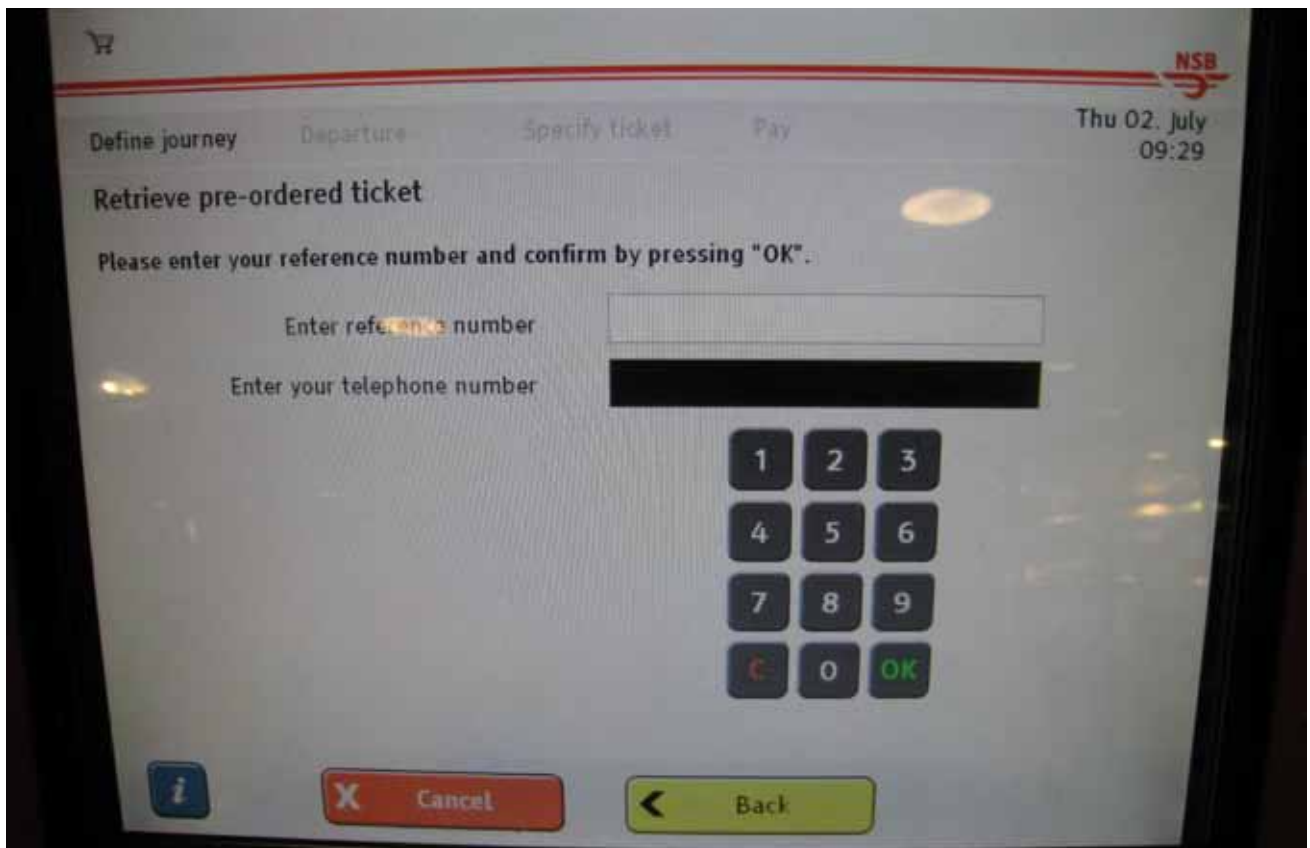 NSB
Define journey Departure Specify ticket Pay
Thu 02. July
09:29
Retrieve pre-ordered ticket
Please enter your reference number and confirm by pressing "OK".
Enter reference number
Enter your telephone number
1 2 3
4 5 6
7 8 9
C 0 OK
i X Cancel < Back